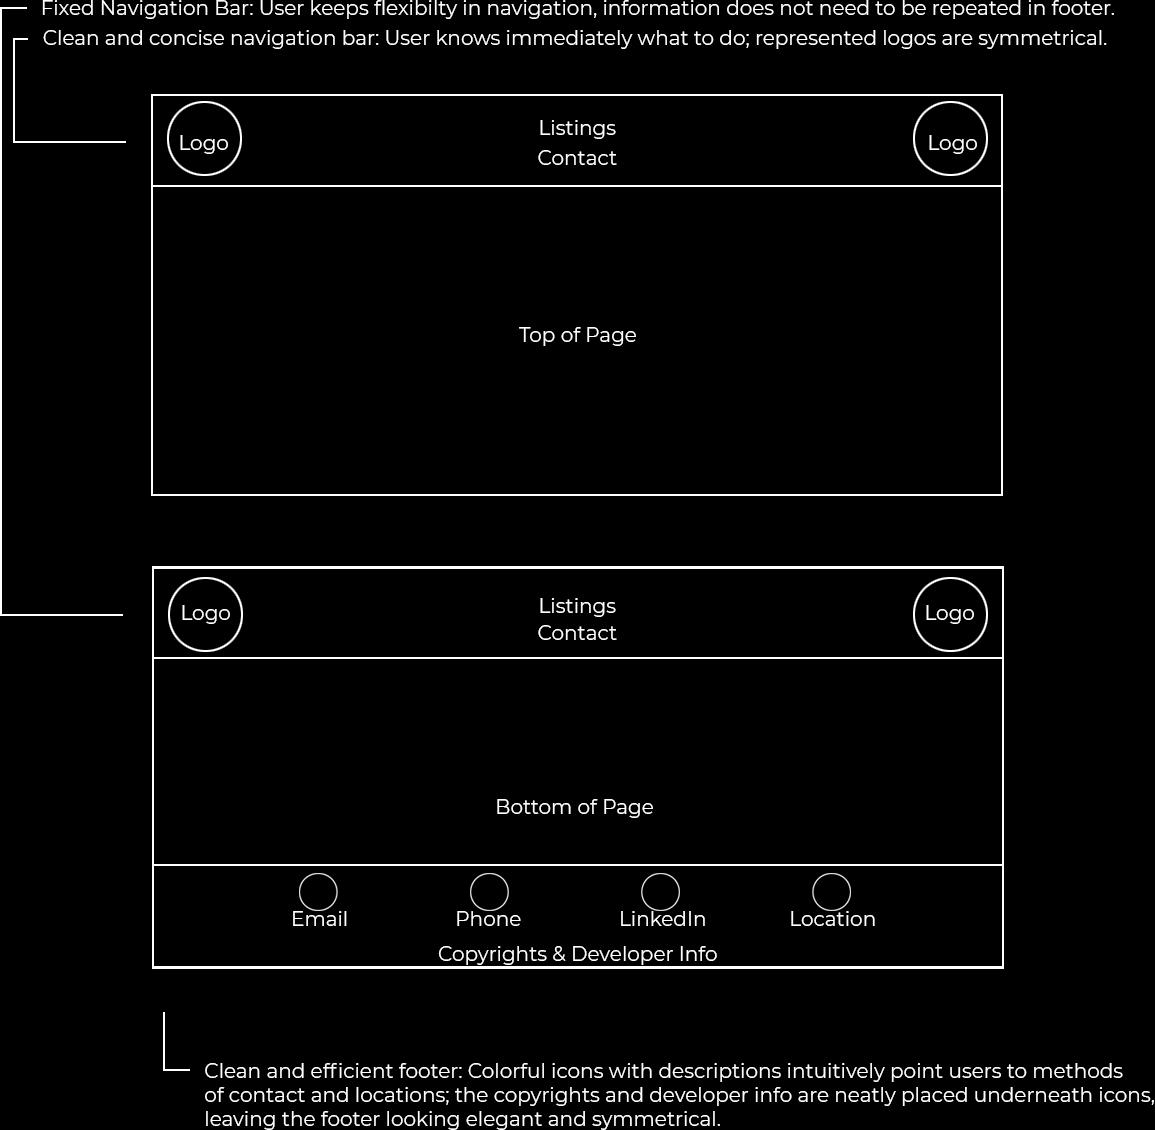 Fixed Navigation Bar: User keeps flexibilty in navigation, information does not need to be repeated in footer.
Clean and concise navigation bar: User knows immediately what to do; represented logos are symmetrical.
Logo
Listings
Contact
Logo
Top of Page
Logo
Listings
Contact
Logo
Bottom of Page
Email
Phone
LinkedIn
Location
Copyrights & Developer Info
Clean and efficient footer: Colorful icons with descriptions intuitively point users to methods
of contact and locations; the copyrights and developer info are neatly placed underneath icons,
leaving the footer looking elegant and symmetrical.